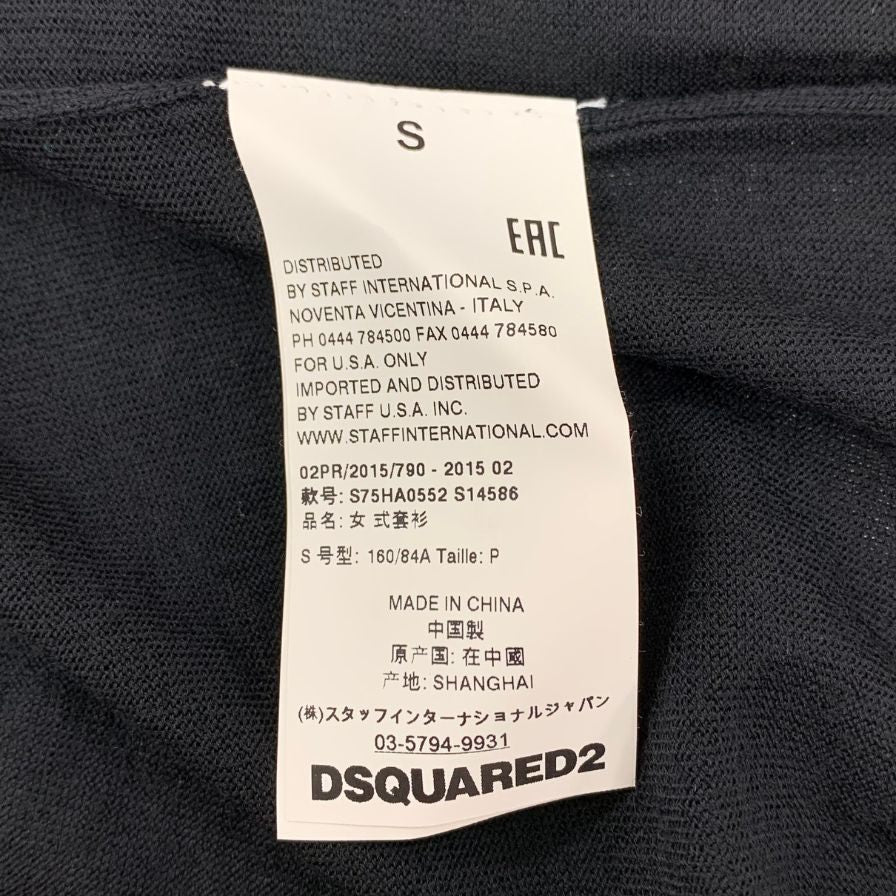 S
EAC
DISTRIBUTED
BY STAFF INTERNATIONAL S.P.A.
NOVENTA VICENTINA - ITALY
PH 0444 784500 FAX 0444 784580
FOR U.S.A. ONLY
IMPORTED AND DISTRIBUTED
BY STAFF U.S.A. INC.
WWW.STAFFINTERNATIONAL.COM
02PR/2015/790 - 2015 02
款号: S75HA0552 S14586
品名: 女 式套衫
S 号型: 160/84A Taille: P
MADE IN CHINA
中国製
原产国: 在中國
产地: SHANGHAI
(株)スタッフインターナショナルジャパン
03-5794-9931
DSQUARED2